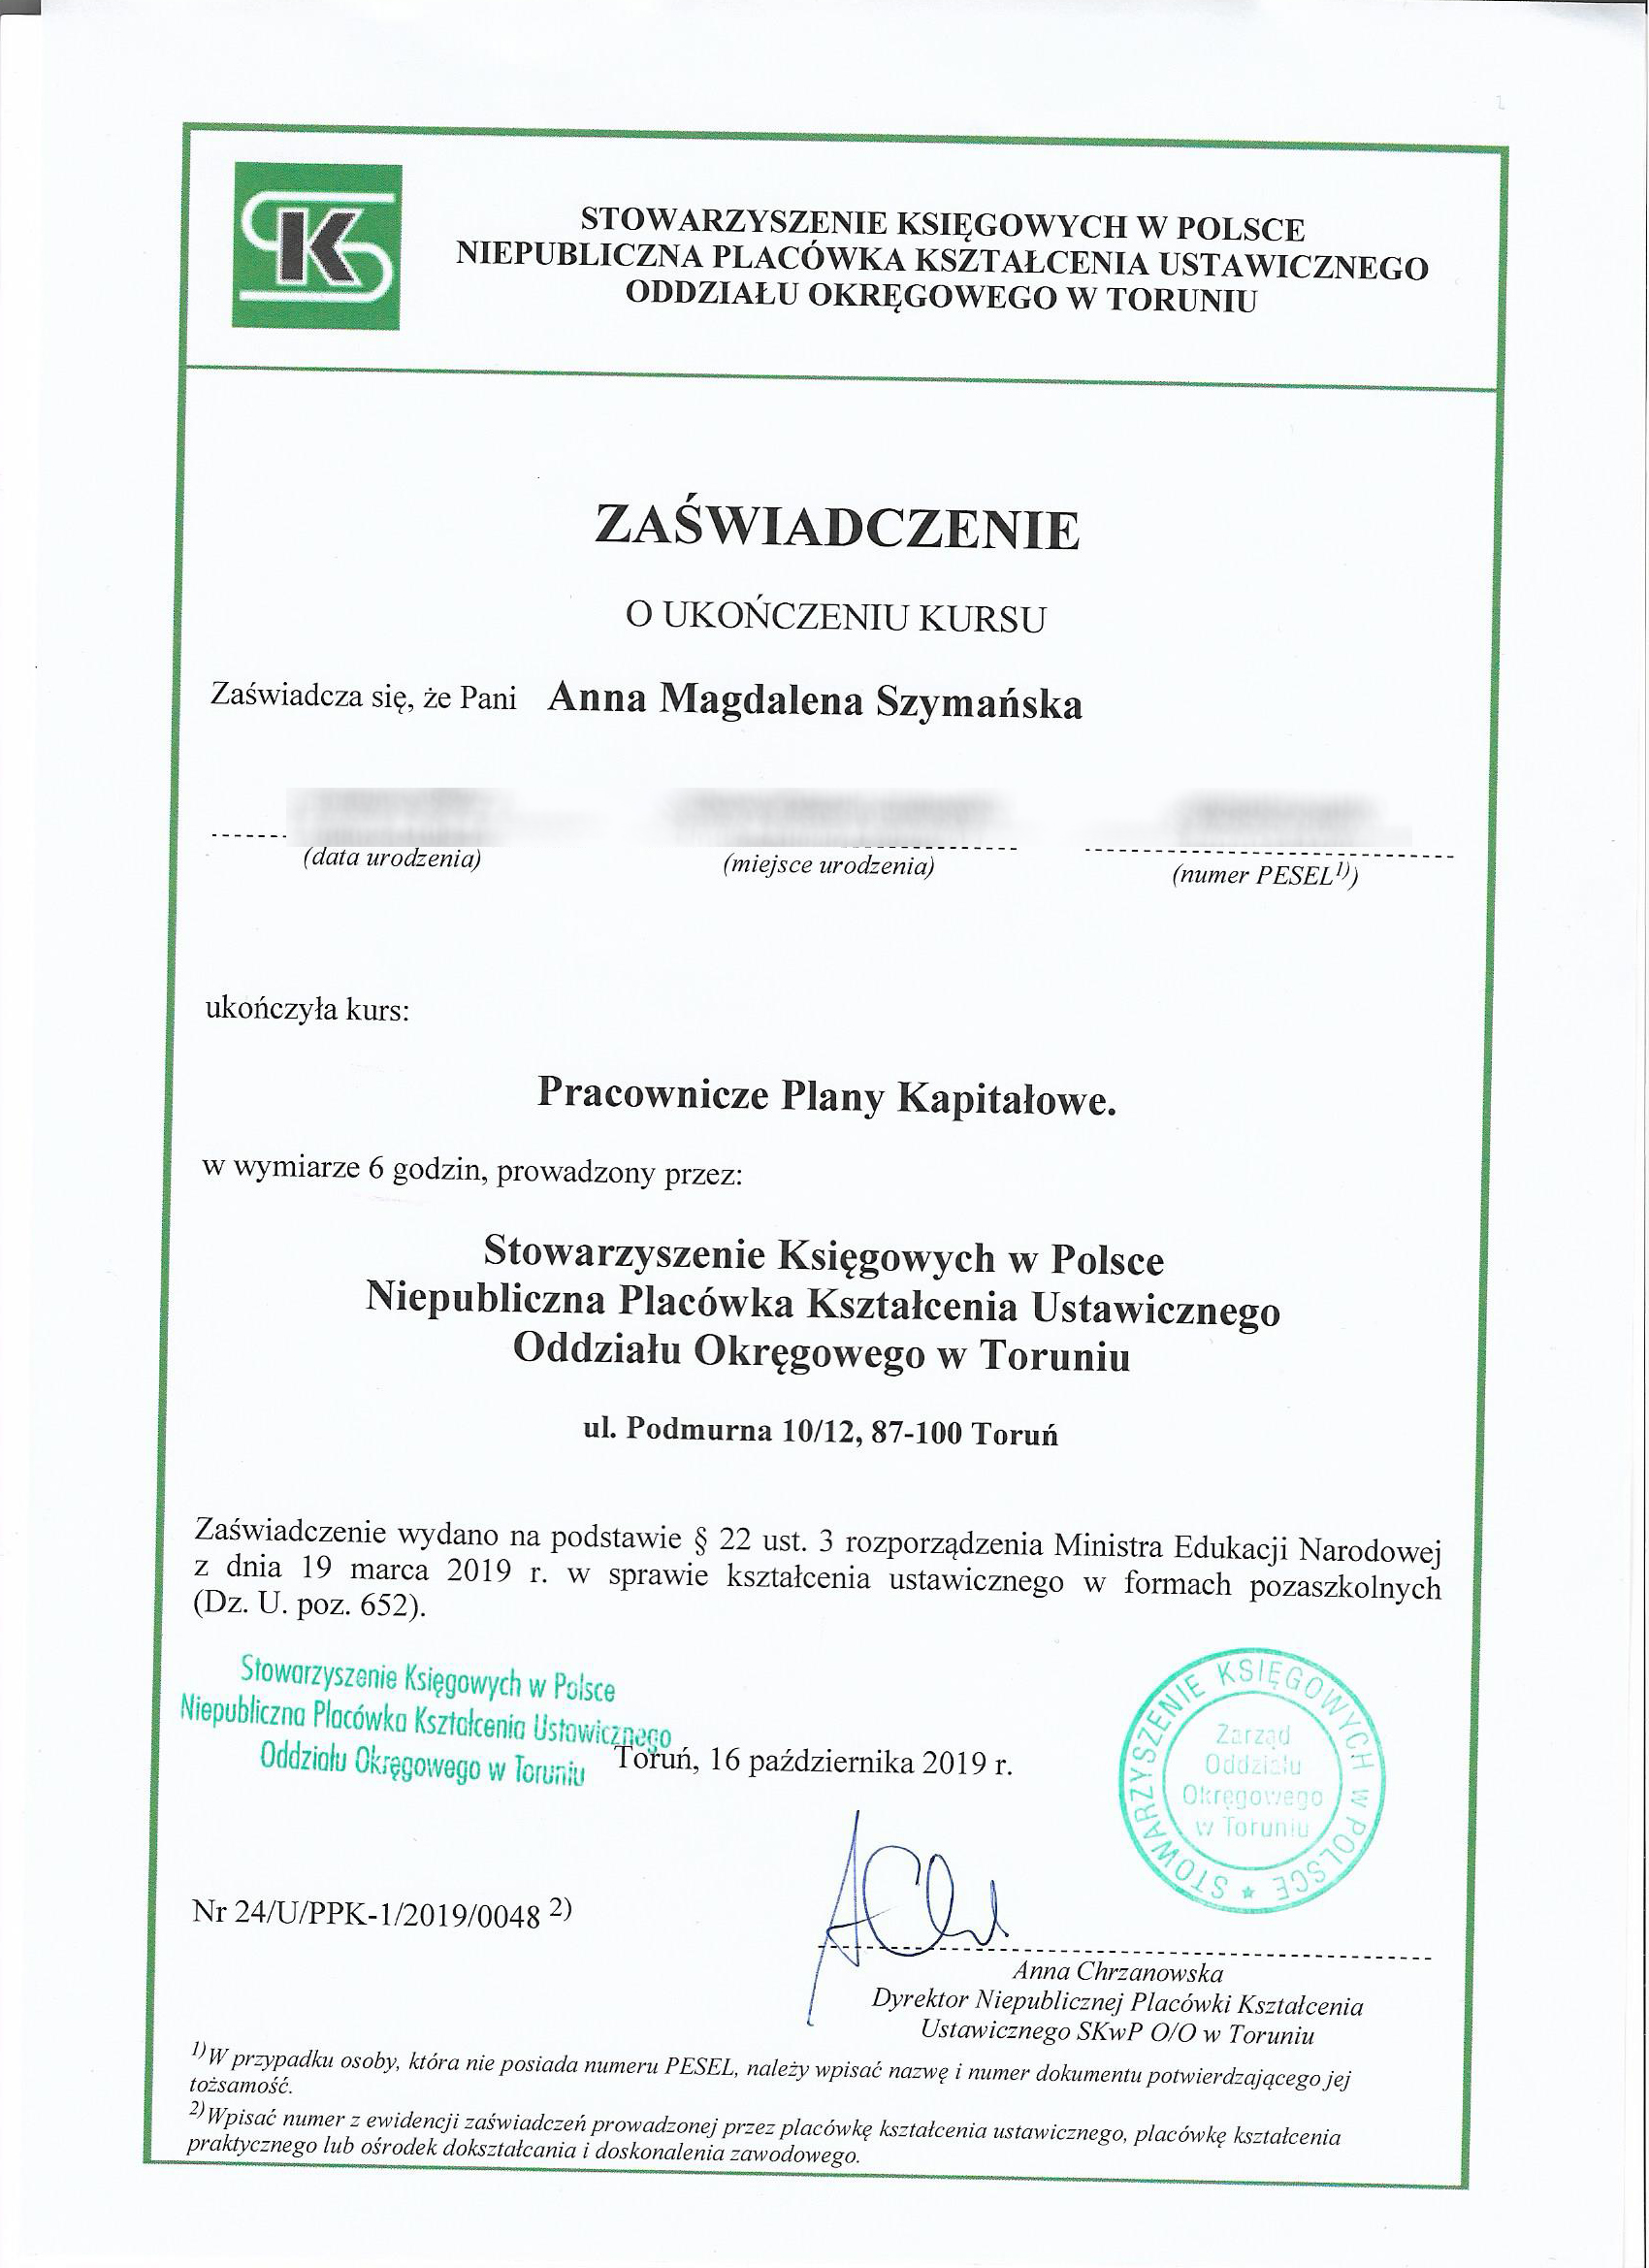 SK
STOWARZYSZENIE KSIĘGOWYCH W POLSCE
NIEPUBLICZNA PLACÓWKA KSZTAŁCENIA USTAWICZNEGO
ODDZIAŁU OKRĘGOWEGO W TORUNIU
ZAŚWIADCZENIE
O UKOŃCZENIU KURSU
Zaświadcza się, że Pani Anna Magdalena Szymańska
(data urodzenia) (miejsce urodzenia) (numer PESEL1))
ukończyła kurs:
Pracownicze Plany Kapitałowe.
w wymiarze 6 godzin, prowadzony przez:
Stowarzyszenie Księgowych w Polsce
Niepubliczna Placówka Kształcenia Ustawicznego
Oddziału Okręgowego w Toruniu
ul. Podmurna 10/12, 87-100 Toruń
Zaświadczenie wydano na podstawie § 22 ust. 3 rozporządzenia Ministra Edukacji Narodowej
z dnia 19 marca 2019 r. w sprawie kształcenia ustawicznego w formach pozaszkolnych
(Dz. U. poz. 652).
Stowarzyszenie Księgowych w Polsce
Niepubliczna Placówka Kształcenia Ustawicznego
Oddziału Okręgowego w Toruniu
Toruń, 16 października 2019 r.
STOWARZYSZENIE KSIĘGOWYCH W POLSCE
Zarząd
Oddziału
Okręgowego
w Toruniu
Nr 24/U/PPK-1/2019/0048 2)
Anna Chrzanowska
Dyrektor Niepublicznej Placówki Kształcenia
Ustawicznego SKwP O/O w Toruniu
1)W przypadku osoby, która nie posiada numeru PESEL, należy wpisać nazwę i numer dokumentu potwierdzającego jej
tożsamość.
2)Wpisać numer z ewidencji zaświadczeń prowadzonej przez placówkę kształcenia ustawicznego, placówkę kształcenia
praktycznego lub ośrodek dokształcania i doskonalenia zawodowego.